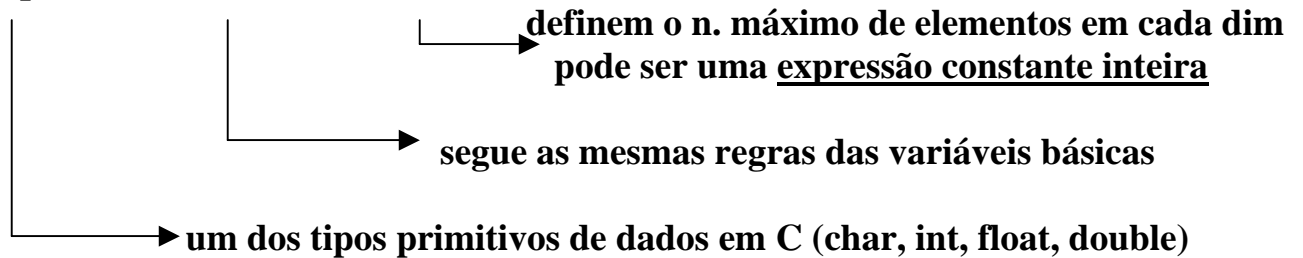 definem o n. máximo de elementos em cada dim
pode ser uma expressão constante inteira
segue as mesmas regras das variáveis básicas
um dos tipos primitivos de dados em C (char, int, float, double)